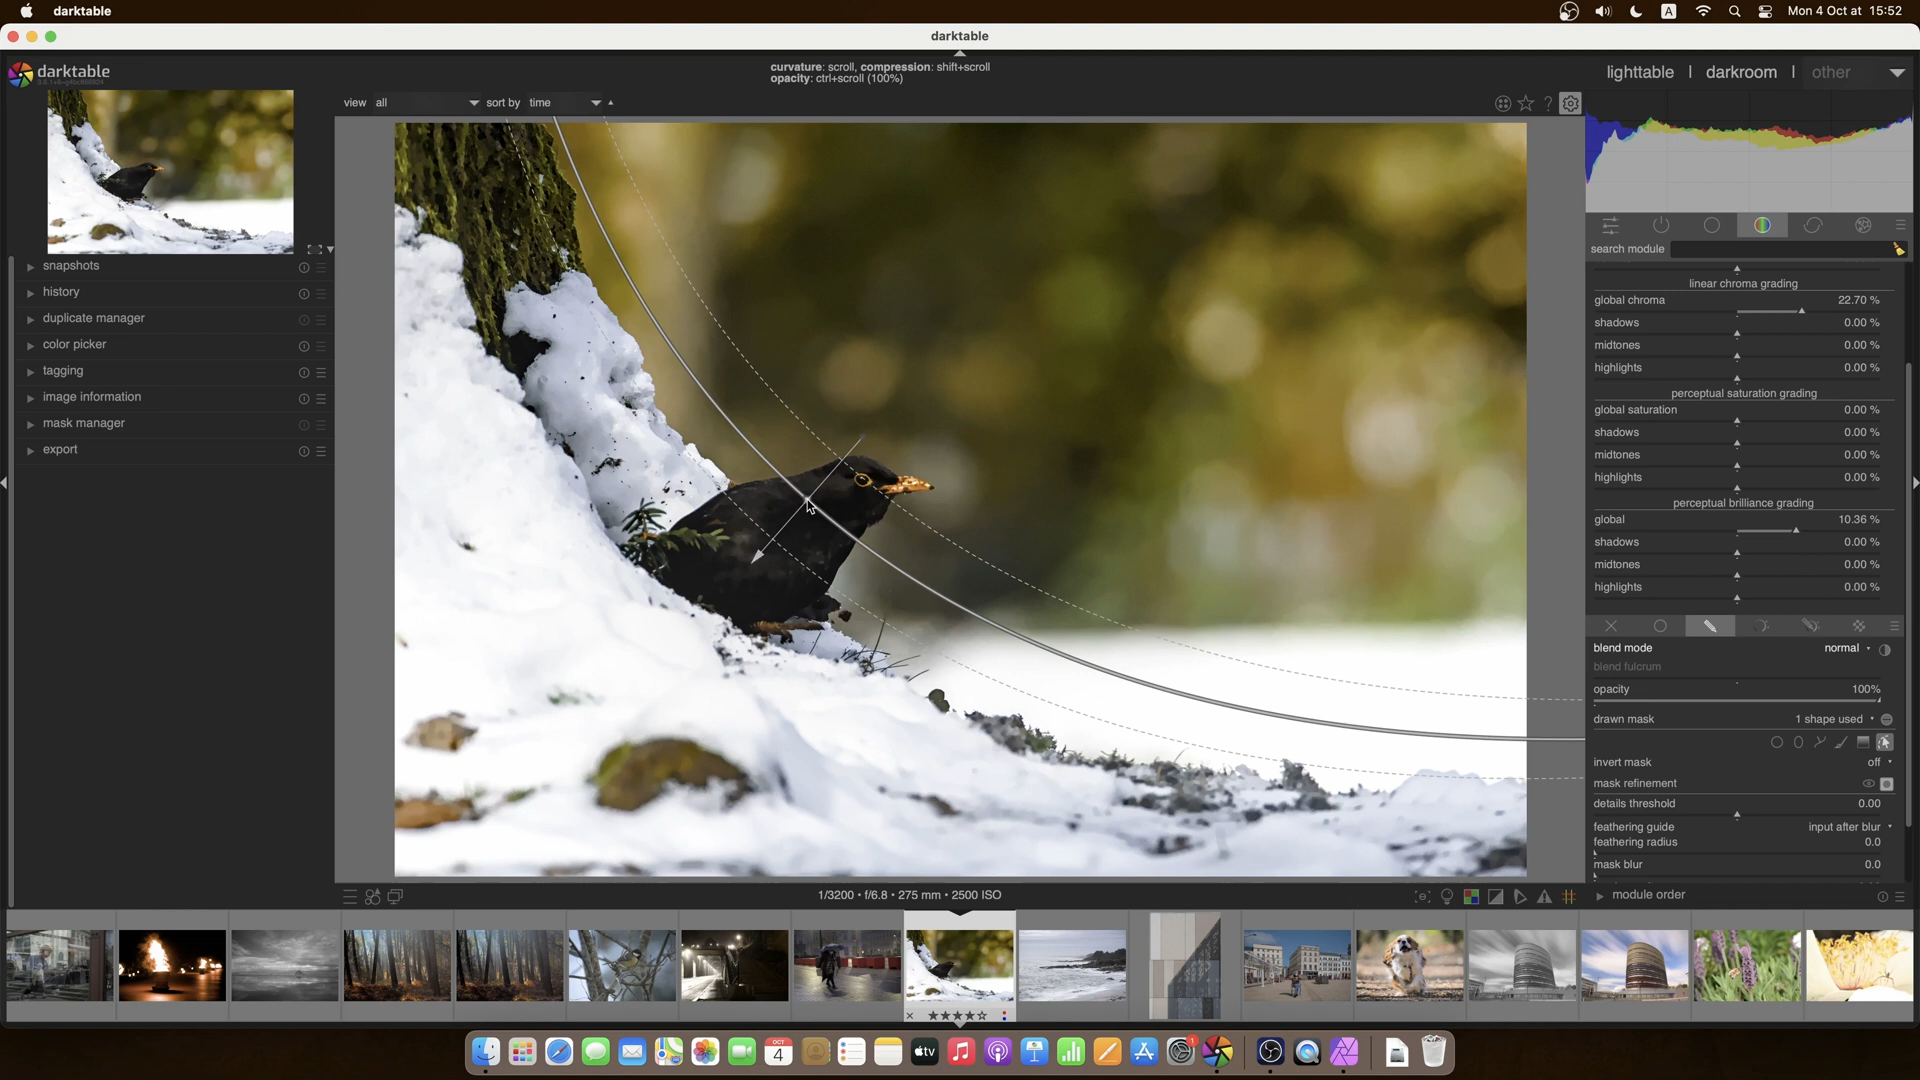 darktable
A
Mon 4 Oct at 15:52
darktable
darktable
curvature: scroll, compression: shift+scroll
opacity: ctrl+scroll (100%)
lighttable | darkroom | other
view all sort by time
?
snapshots
history
duplicate manager
color picker
tagging
image information
mask manager
export
search module
linear chroma grading
global chroma 22.70 %
shadows 0.00 %
midtones 0.00 %
highlights 0.00 %
perceptual saturation grading
global saturation 0.00 %
shadows 0.00 %
midtones 0.00 %
highlights 0.00 %
perceptual brilliance grading
global 10.36 %
shadows 0.00 %
midtones 0.00 %
highlights 0.00 %
blend mode normal
blend fulcrum
opacity 100%
drawn mask 1 shape used
invert mask off
mask refinement
details threshold 0.00
feathering guide input after blur
feathering radius 0.0
mask blur 0.0
module order
1/3200 • f/6.8 • 275 mm • 2500 ISO
OCT
4
tv
1